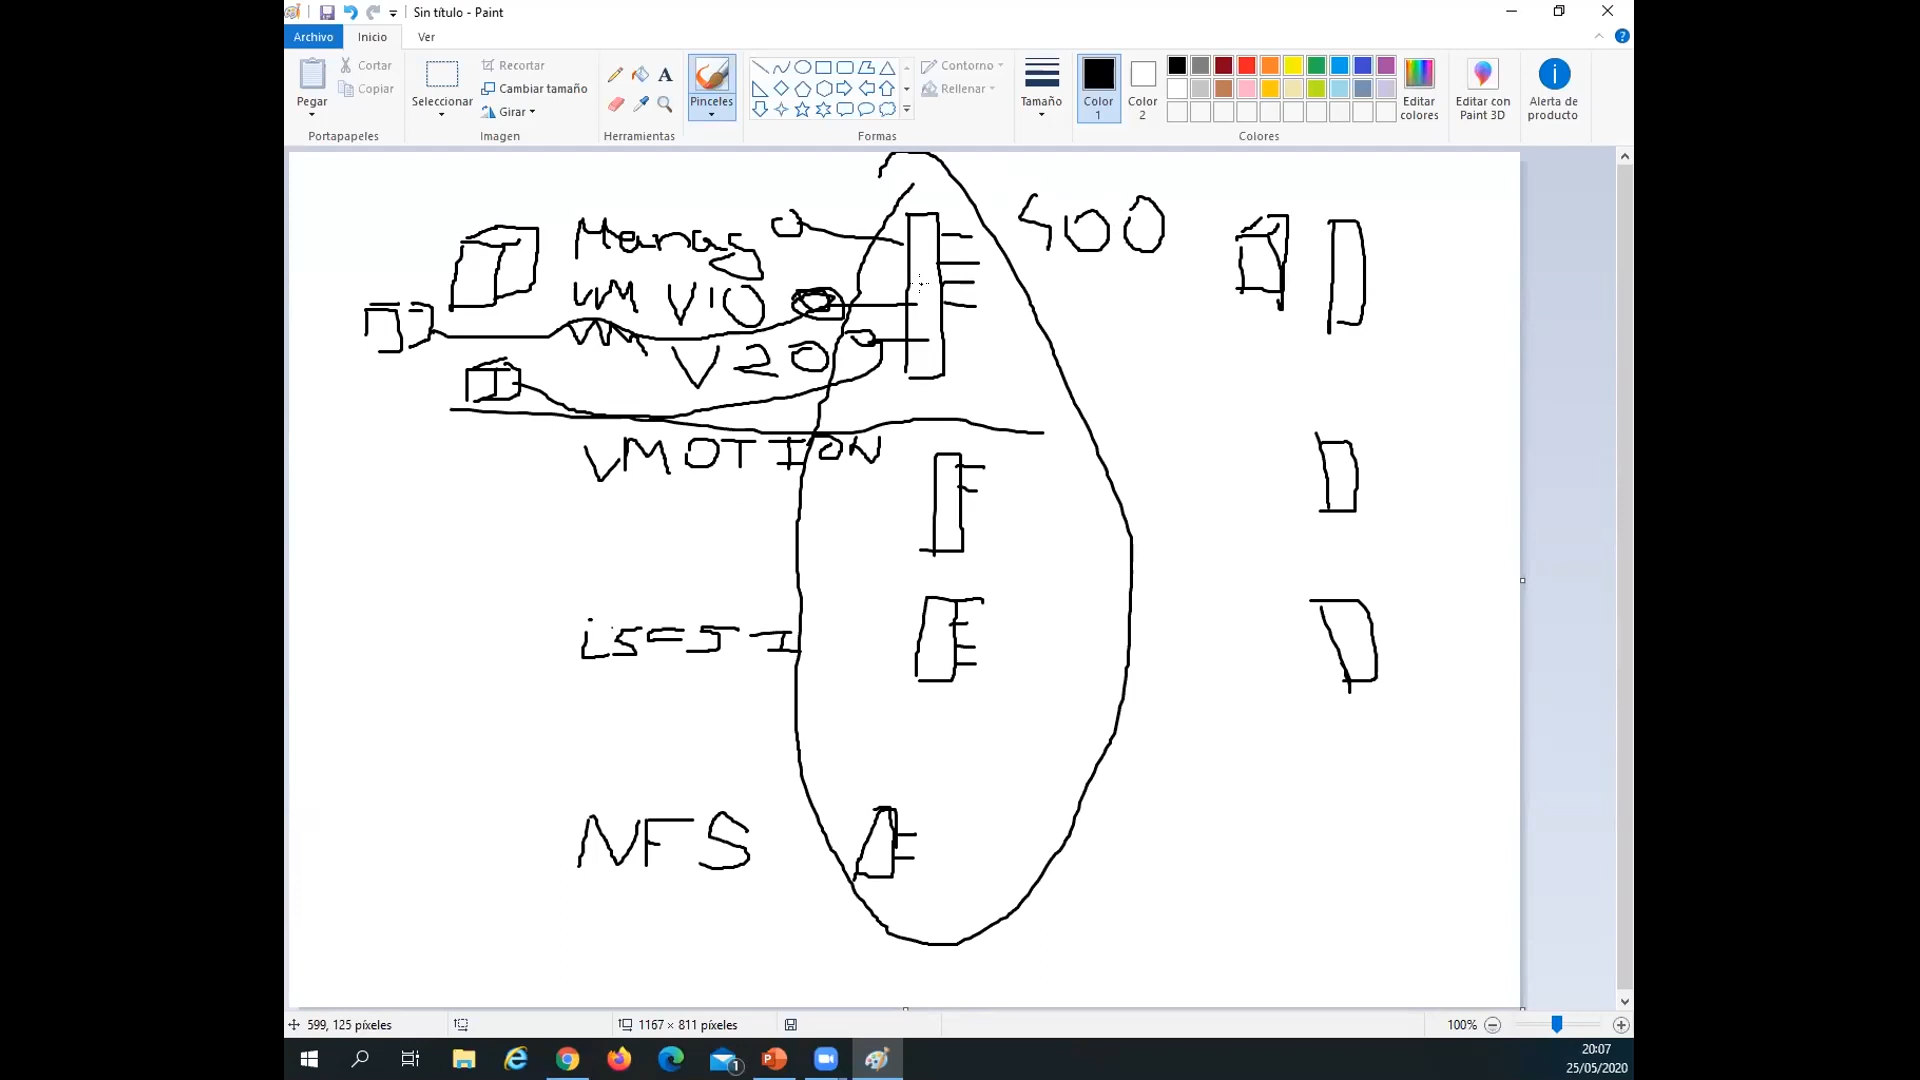 Sin título - Paint
Archivo Inicio Ver
Pegar
Cortar
Copiar
Portapapeles
Seleccionar
Recortar
Cambiar tamaño
Girar
Imagen
A
Herramientas
Pinceles
Contorno
Rellenar
Formas
Tamaño
Color 1
Color 2
Editar colores
Colores
Editar con Paint 3D
Alerta de producto
500
VM V10
V20
VMOTION
NFS
599, 125 píxeles
1167 × 811 píxeles
100%
1
20:07
25/05/2020